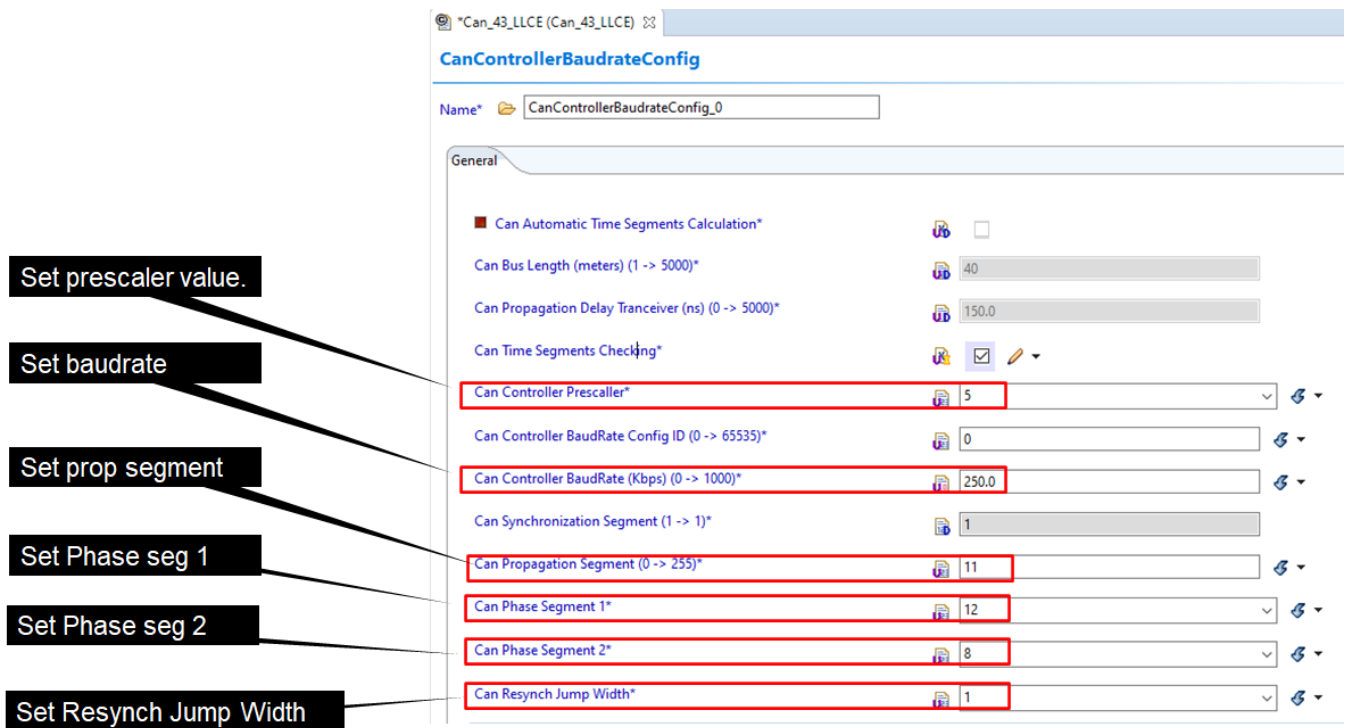 *Can_43_LLCE (Can_43_LLCE)
CanControllerBaudrateConfig
Name* CanControllerBaudrateConfig_0
General
Can Automatic Time Segments Calculation*
Can Bus Length (meters) (1 -> 5000)* 40
Can Propagation Delay Tranceiver (ns) (0 -> 5000)* 150.0
Can Time Segments Checking*
Set prescaler value.
Can Controller Prescaller* 5
Can Controller BaudRate Config ID (0 -> 65535)* 0
Set baudrate
Can Controller BaudRate (Kbps) (0 -> 1000)* 250.0
Can Synchronization Segment (1 -> 1)* 1
Set prop segment
Can Propagation Segment (0 -> 255)* 11
Set Phase seg 1
Can Phase Segment 1* 12
Set Phase seg 2
Can Phase Segment 2* 8
Set Resynch Jump Width
Can Resynch Jump Width* 1